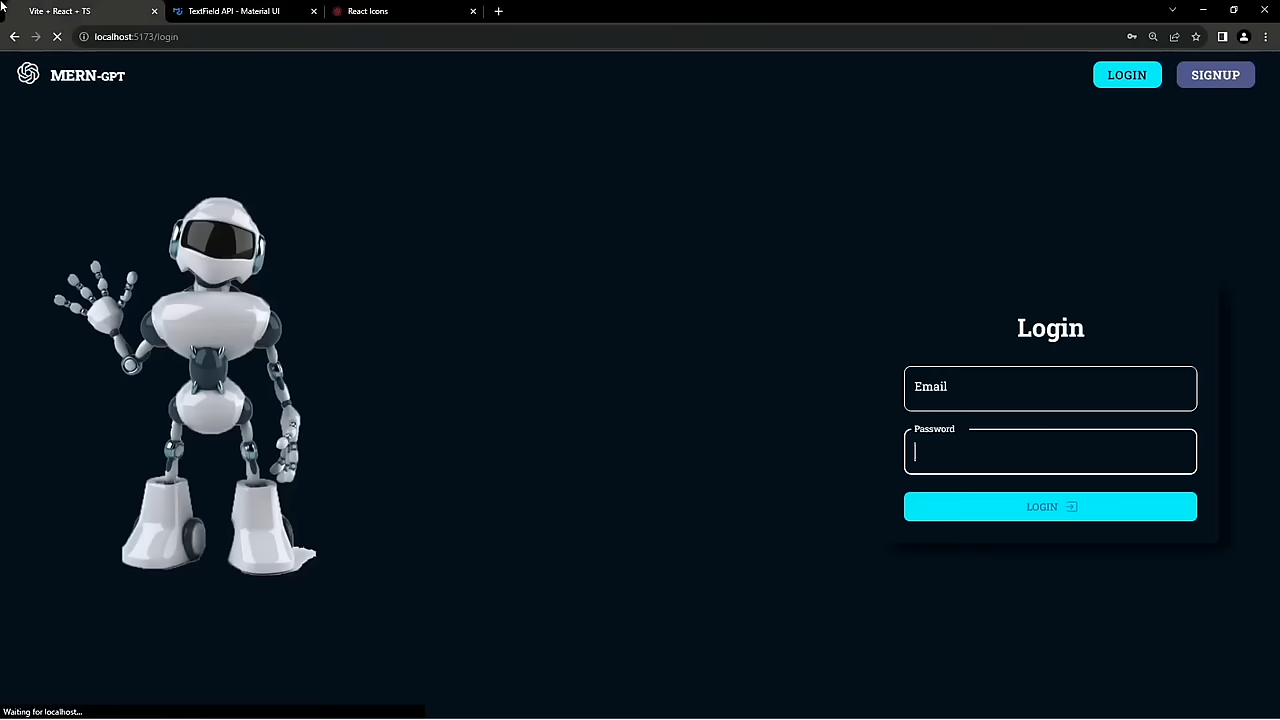 Vite + React + TS
TextField API - Material UI
React Icons
localhost:5173/login
MERN-GPT
LOGIN
SIGNUP
Login
Email
Password
LOGIN
Waiting for localhost...